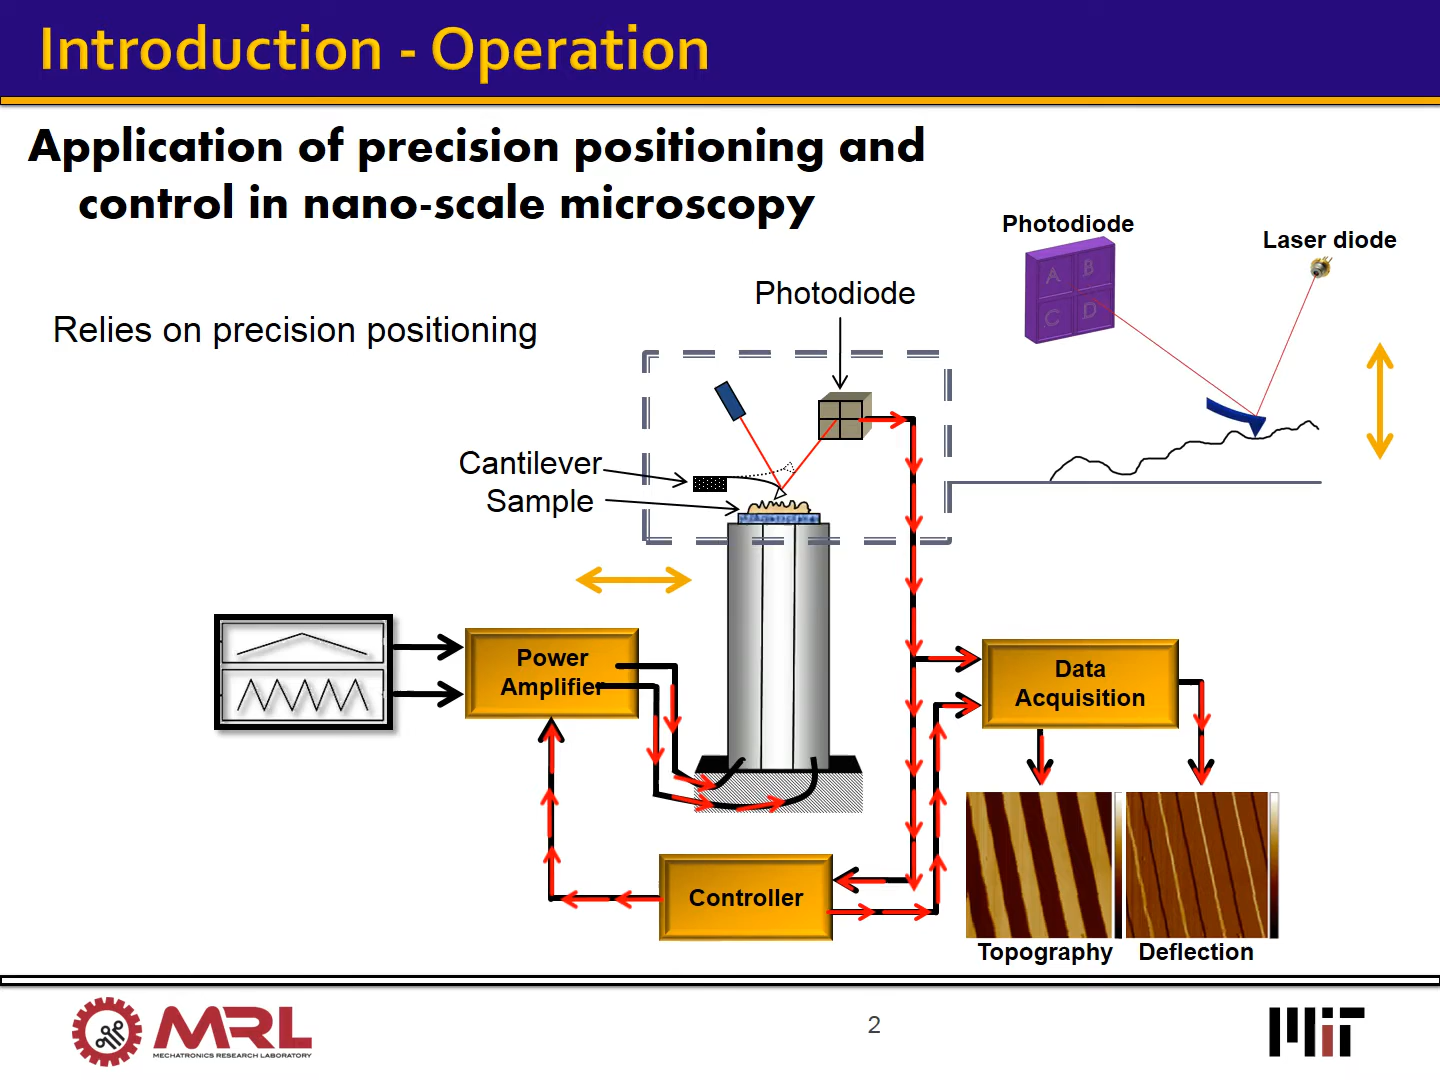 Introduction - Operation
Application of precision positioning and
control in nano-scale microscopy
Photodiode
Laser diode
A B
C D
Photodiode
Relies on precision positioning
Cantilever
Sample
Power
Amplifier
Data
Acquisition
Controller
Topography
Deflection
MRL
MECHATRONICS RESEARCH LABORATORY
2
MIT